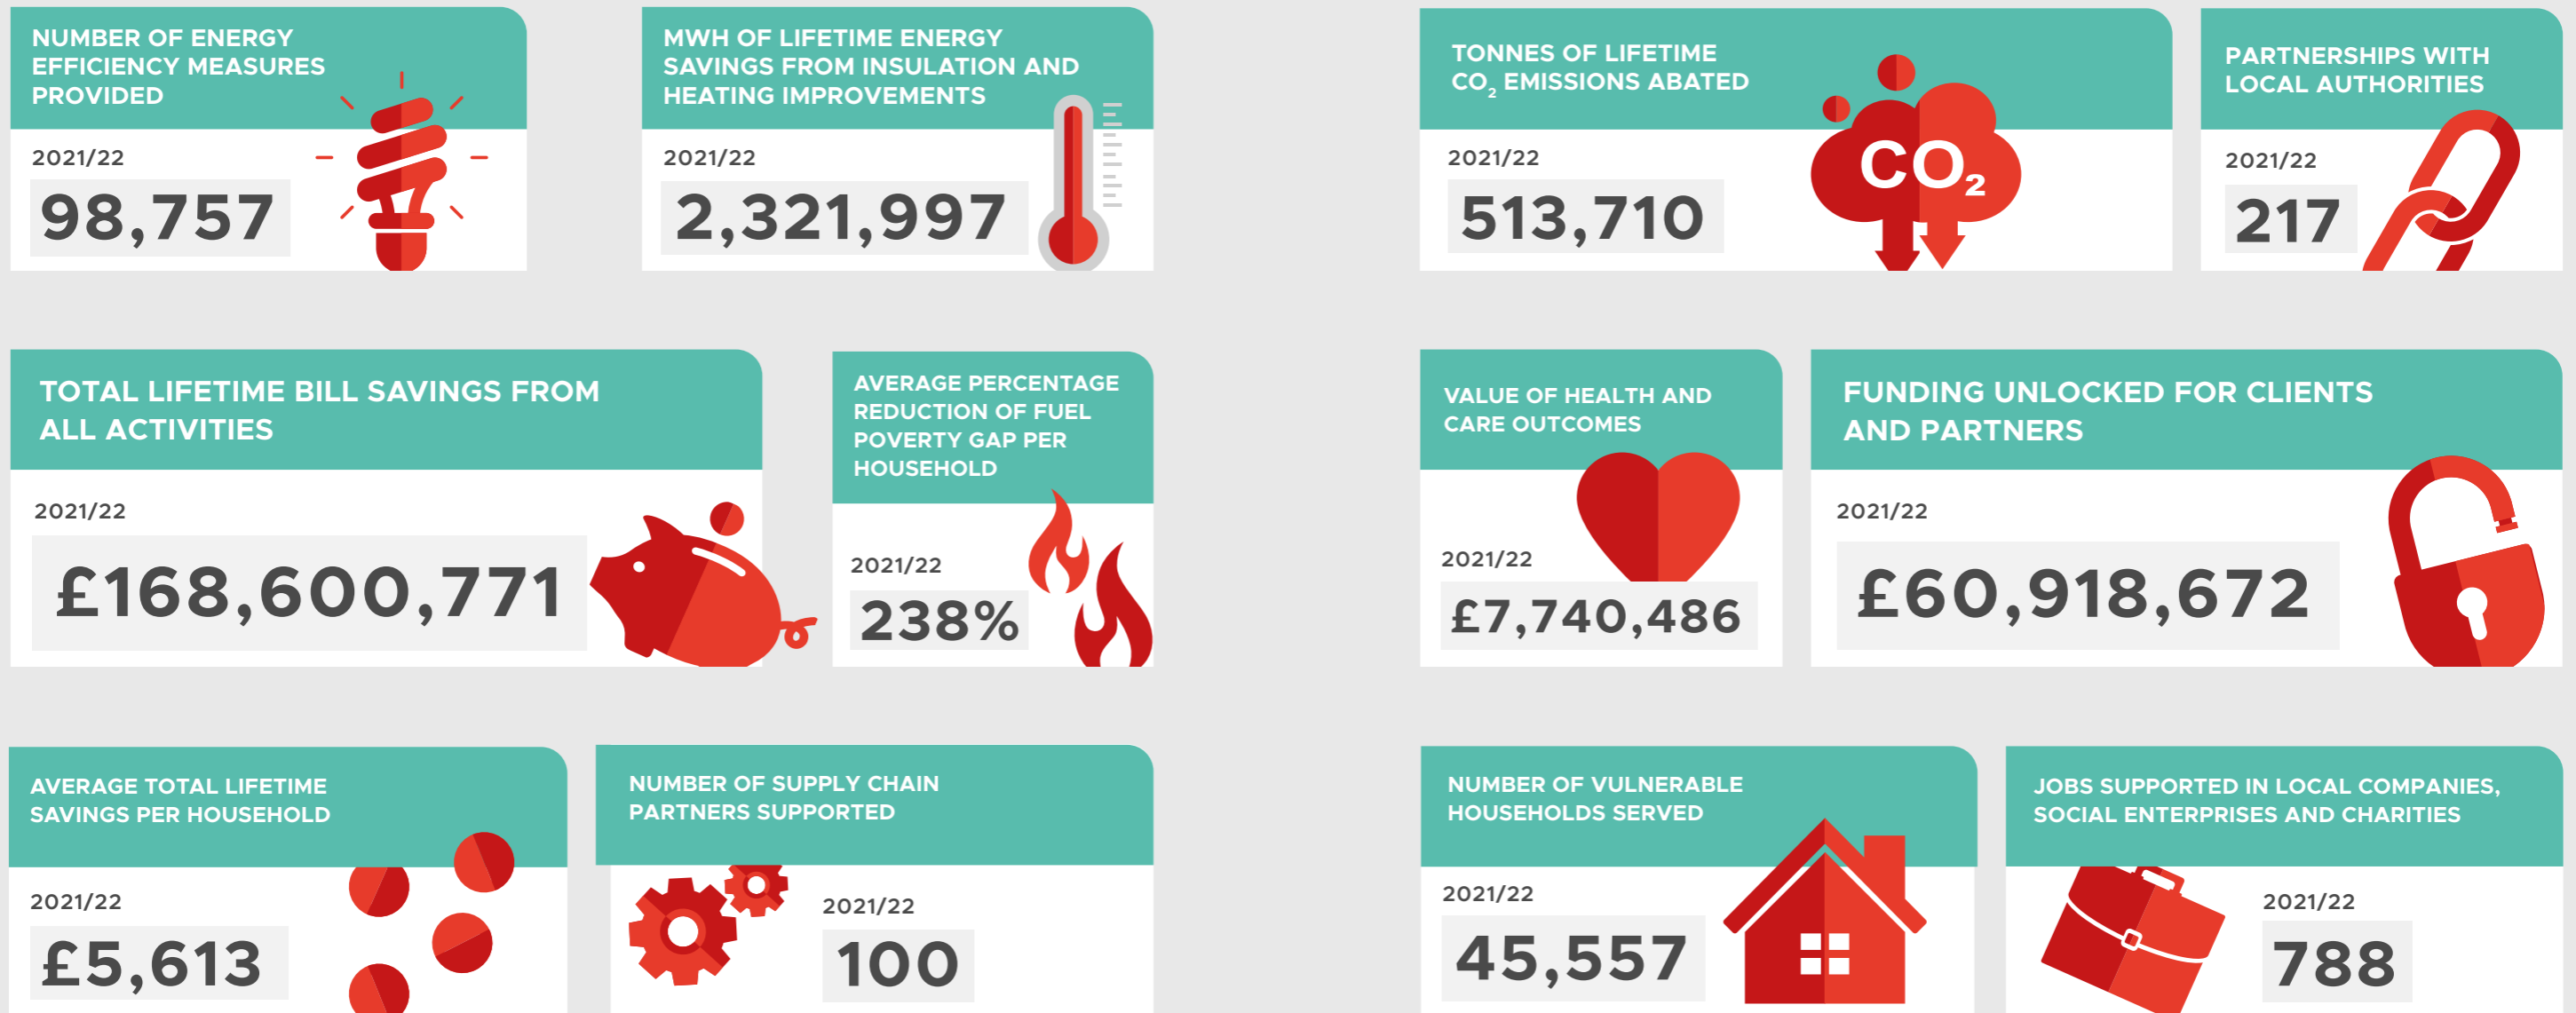 NUMBER OF ENERGY
EFFICIENCY MEASURES
PROVIDED
2021/22
98,757
MWH OF LIFETIME ENERGY
SAVINGS FROM INSULATION AND
HEATING IMPROVEMENTS
2021/22
2,321,997
TONNES OF LIFETIME
CO₂ EMISSIONS ABATED
2021/22
513,710
CO₂
PARTNERSHIPS WITH
LOCAL AUTHORITIES
2021/22
217
TOTAL LIFETIME BILL SAVINGS FROM
ALL ACTIVITIES
2021/22
£168,600,771
AVERAGE PERCENTAGE
REDUCTION OF FUEL
POVERTY GAP PER
HOUSEHOLD
2021/22
238%
VALUE OF HEALTH AND
CARE OUTCOMES
2021/22
£7,740,486
FUNDING UNLOCKED FOR CLIENTS
AND PARTNERS
2021/22
£60,918,672
AVERAGE TOTAL LIFETIME
SAVINGS PER HOUSEHOLD
2021/22
£5,613
NUMBER OF SUPPLY CHAIN
PARTNERS SUPPORTED
2021/22
100
NUMBER OF VULNERABLE
HOUSEHOLDS SERVED
2021/22
45,557
JOBS SUPPORTED IN LOCAL COMPANIES,
SOCIAL ENTERPRISES AND CHARITIES
2021/22
788